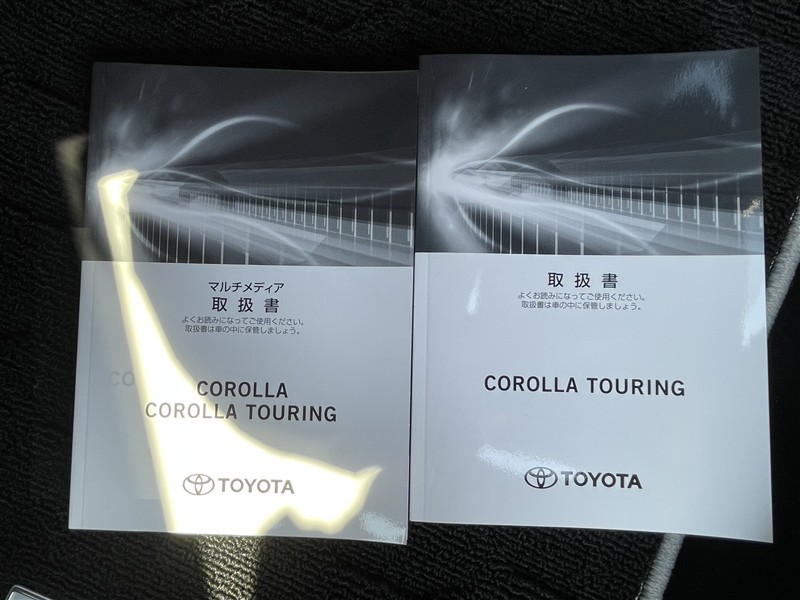 マルチメディア
取扱書
よくお読みになってご使用ください。
取扱書は車の中に保管しましょう。
COROLLA
COROLLA TOURING
TOYOTA
取扱書
よくお読みになってご使用ください。
取扱書は車の中に保管しましょう。
COROLLA TOURING
TOYOTA